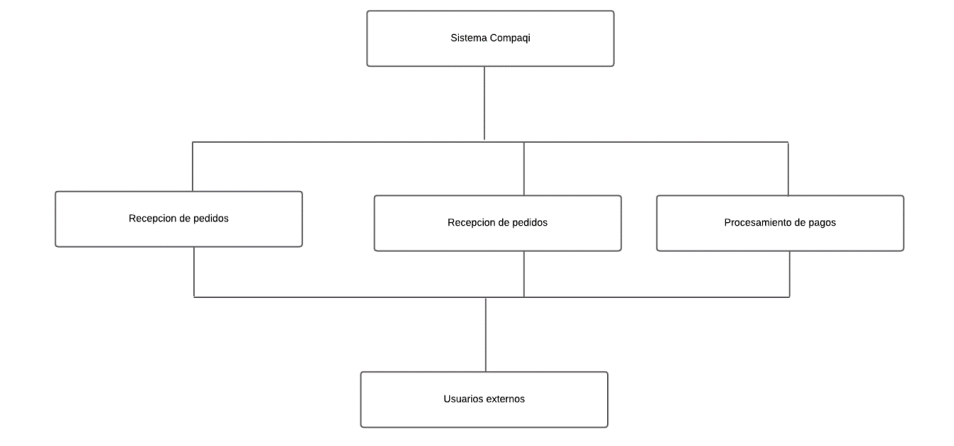 Sistema Compaqi
Recepcion de pedidos
Recepcion de pedidos
Procesamiento de pagos
Usuarios externos